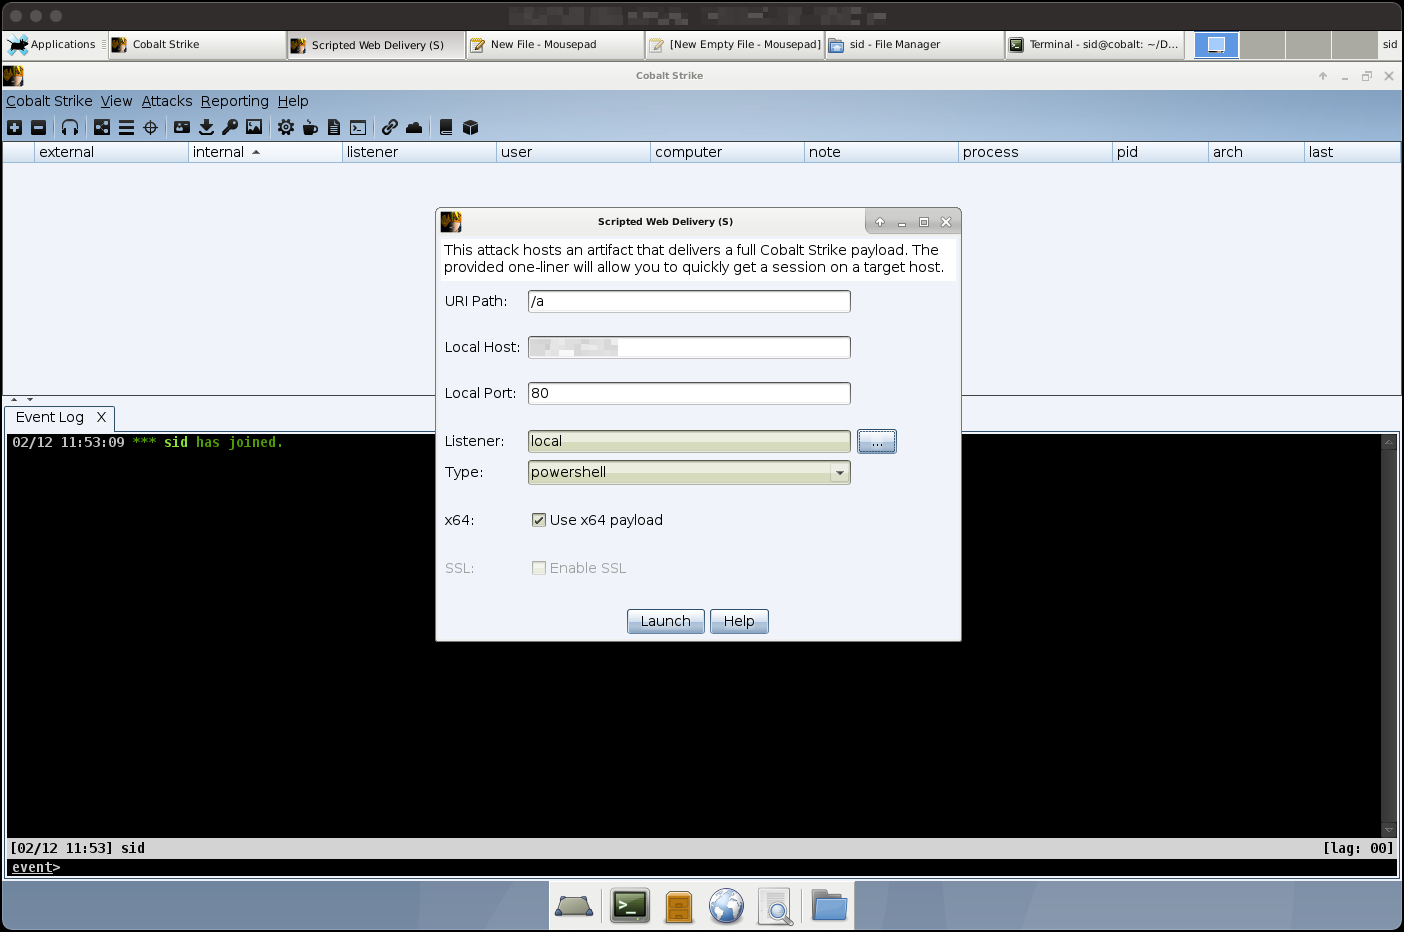 Applications
Cobalt Strike
Scripted Web Delivery (S)
New File - Mousepad
[New Empty File - Mousepad]
sid - File Manager
Terminal - sid@cobalt: ~/D...
sid
Cobalt Strike
Cobalt Strike View Attacks Reporting Help
external internal listener user computer note process pid arch last
Scripted Web Delivery (S)
This attack hosts an artifact that delivers a full Cobalt Strike payload. The
provided one-liner will allow you to quickly get a session on a target host.
URI Path: /a
Local Host:
Local Port: 80
Listener: local ...
Type: powershell
x64: Use x64 payload
SSL: Enable SSL
Launch Help
Event Log X
02/12 11:53:09 *** sid has joined.
[02/12 11:53] sid [lag: 00]
event>